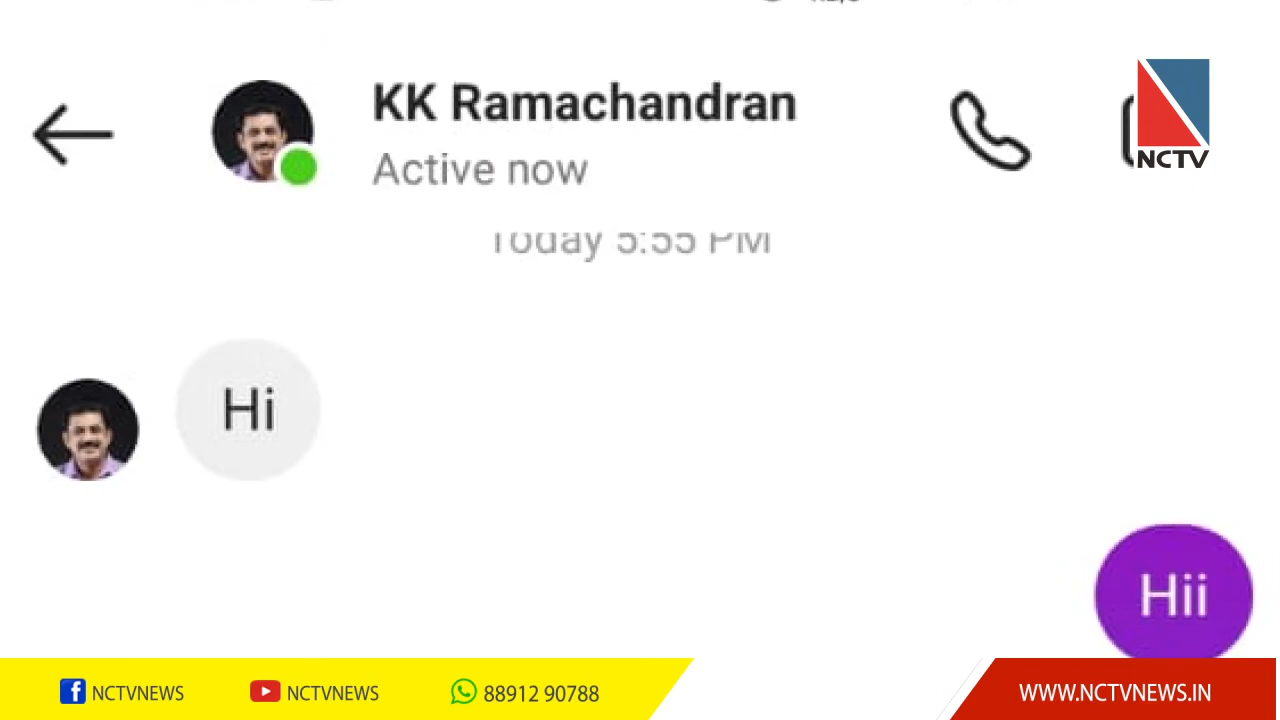 KK Ramachandran
Active now
NCTV
Today 5:55 PM
Hi
Hii
NCTVNEWS
NCTVNEWS
88912 90788
WWW.NCTVNEWS.IN